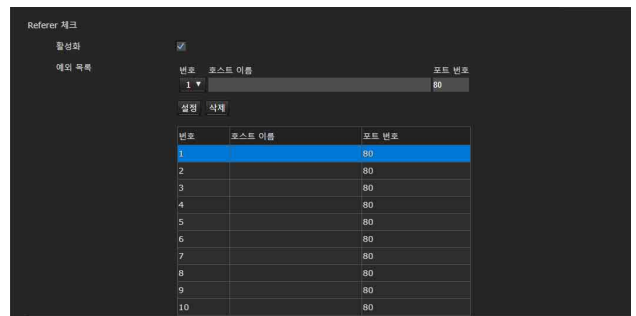 Referer 체크
활성화
예외 목록
번호 호스트 이름 포트 번호
1 80
설정 삭제
번호 호스트 이름 포트 번호
1 80
2 80
3 80
4 80
5 80
6 80
7 80
8 80
9 80
10 80